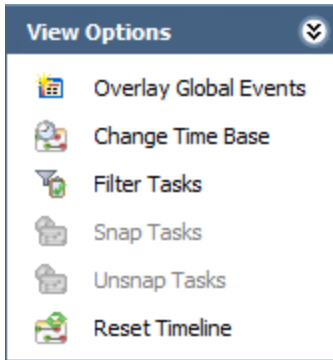 View Options
Overlay Global Events
Change Time Base
Filter Tasks
Snap Tasks
Unsnap Tasks
Reset Timeline